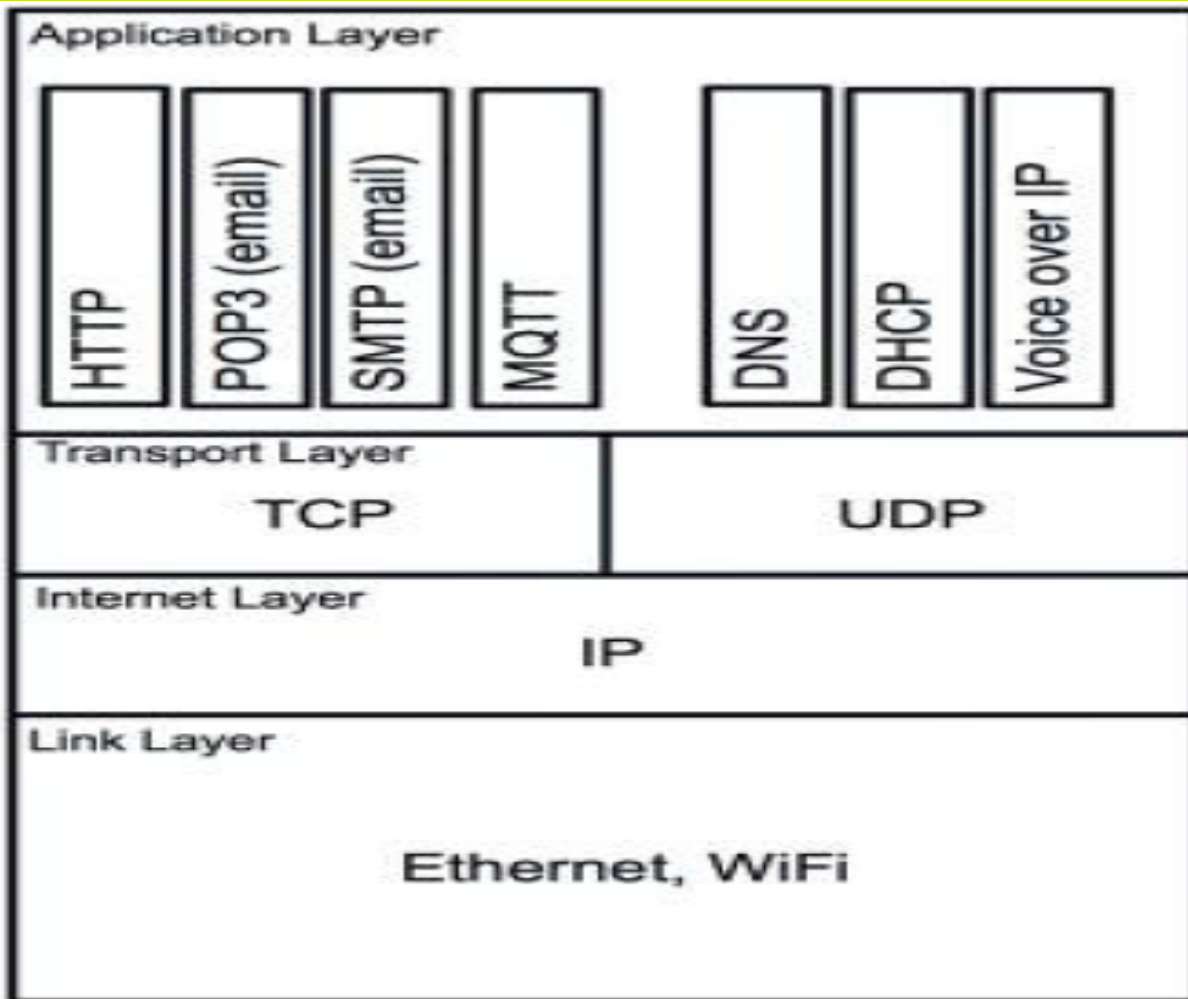 Application Layer
HTTP
POP3 (email)
SMTP (email)
MQTT
DNS
DHCP
Voice over IP
Transport Layer
TCP
UDP
Internet Layer
IP
Link Layer
Ethernet, WiFi